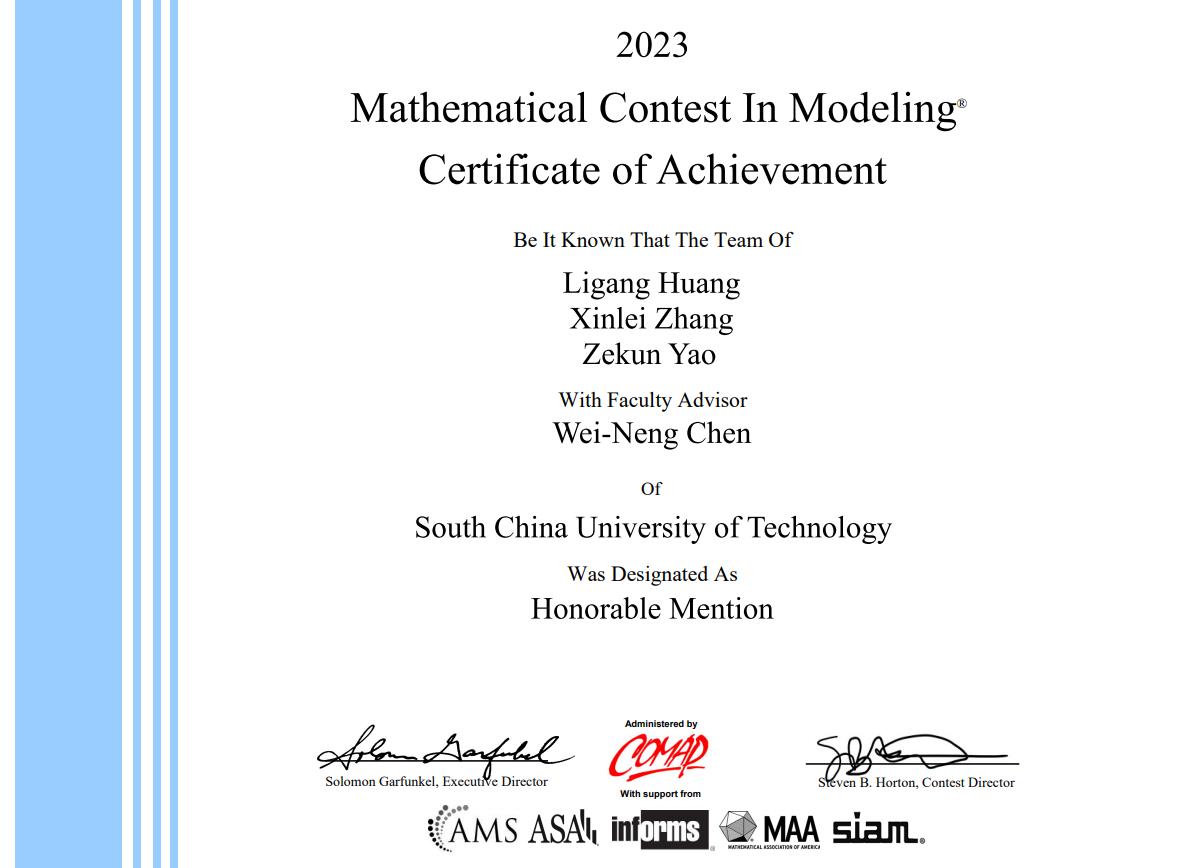 2023
Mathematical Contest In Modeling®
Certificate of Achievement
Be It Known That The Team Of
Ligang Huang
Xinlei Zhang
Zekun Yao
With Faculty Advisor
Wei-Neng Chen
Of
South China University of Technology
Was Designated As
Honorable Mention
Solomon Garfunkel
Solomon Garfunkel, Executive Director
Administered by
COMAP
With support from
Steven B. Horton, Contest Director
AMS ASA informs® MAA siam®
MATHEMATICAL ASSOCIATION OF AMERICA